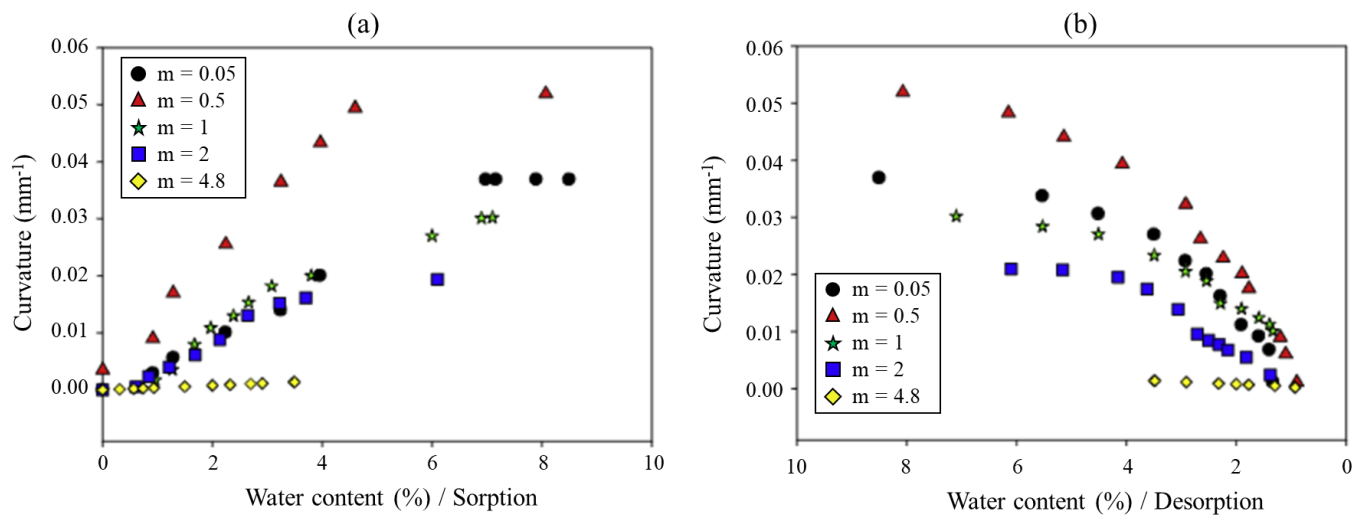 (a)
0.06
0.05
0.04
0.03
0.02
0.01
0.00
Curvature (mm⁻¹)
m = 0.05
m = 0.5
m = 1
m = 2
m = 4.8
0 2 4 6 8 10
Water content (%) / Sorption
(b)
0.06
0.05
0.04
0.03
0.02
0.01
0.00
Curvature (mm⁻¹)
m = 0.05
m = 0.5
m = 1
m = 2
m = 4.8
10 8 6 4 2 0
Water content (%) / Desorption